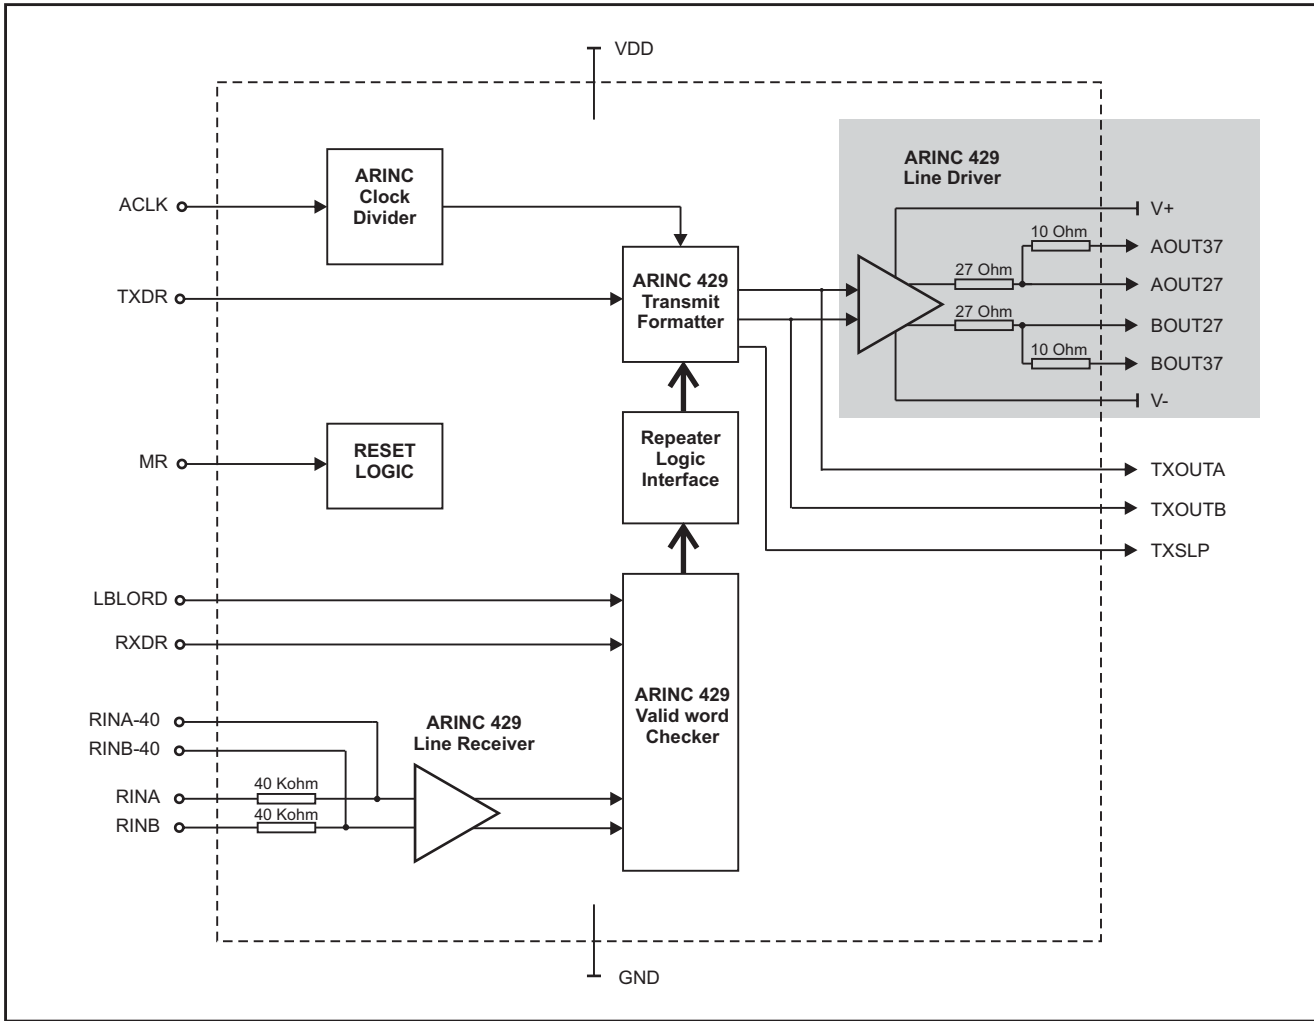 VDD
ARINC
Clock
Divider
ACLK
TXDR
ARINC 429
Transmit
Formatter
ARINC 429
Line Driver
V+
10 Ohm
AOUT37
27 Ohm
AOUT27
27 Ohm
BOUT27
10 Ohm
BOUT37
V-
MR
RESET
LOGIC
Repeater
Logic
Interface
TXOUTA
TXOUTB
TXSLP
LBLORD
RXDR
RINA-40
RINB-40
ARINC 429
Line Receiver
ARINC 429
Valid word
Checker
RINA
40 Kohm
RINB
40 Kohm
GND